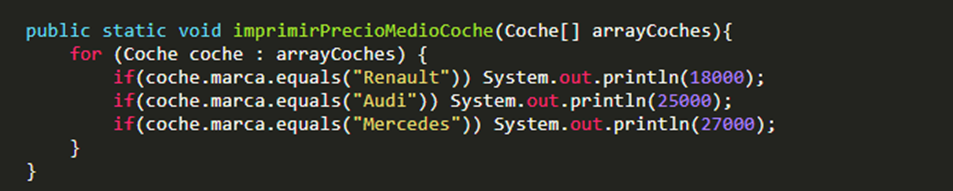 public static void imprimirPrecioMedioCoche(Coche[] arrayCoches){
    for (Coche coche : arrayCoches) {
        if(coche.marca.equals("Renault")) System.out.println(18000);
        if(coche.marca.equals("Audi")) System.out.println(25000);
        if(coche.marca.equals("Mercedes")) System.out.println(27000);
    }
}